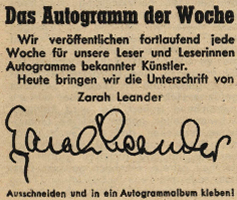 Das Autogramm der Woche
Wir veröffentlichen fortlaufend jede
Woche für unsere Leser und Leserinnen
Autogramme bekannter Künstler.
Heute bringen wir die Unterschrift von
Zarah Leander
Zarah Leander
Ausschneiden und in ein Autogrammalbum kleben!